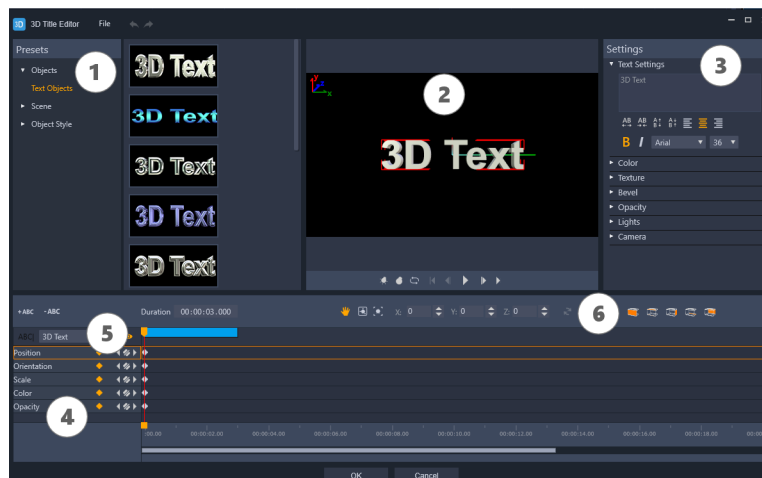 3D 3D Title Editor File
Presets
Objects
Text Objects
Scene
Object Style
1
3D Text
3D Text
3D Text
3D Text
3D Text
Y
X
2
3D Text
Settings
Text Settings
3
3D Text
AB AB A B A B
B I Arial 36
Color
Texture
Bevel
Opacity
Lights
Camera
+ABC -ABC Duration 00:00:03.000 X: 0 Y: 0 Z: 0 6
ABC 3D Text 5
Position
Orientation
Scale
Color
Opacity
4
:00.00 00:00:02.00 00:00:04.00 00:00:06.00 00:00:08.00 00:00:10.00 00:00:12.00 00:00:14.00 00:00:16.00 00:00:18.00 00:00
OK Cancel